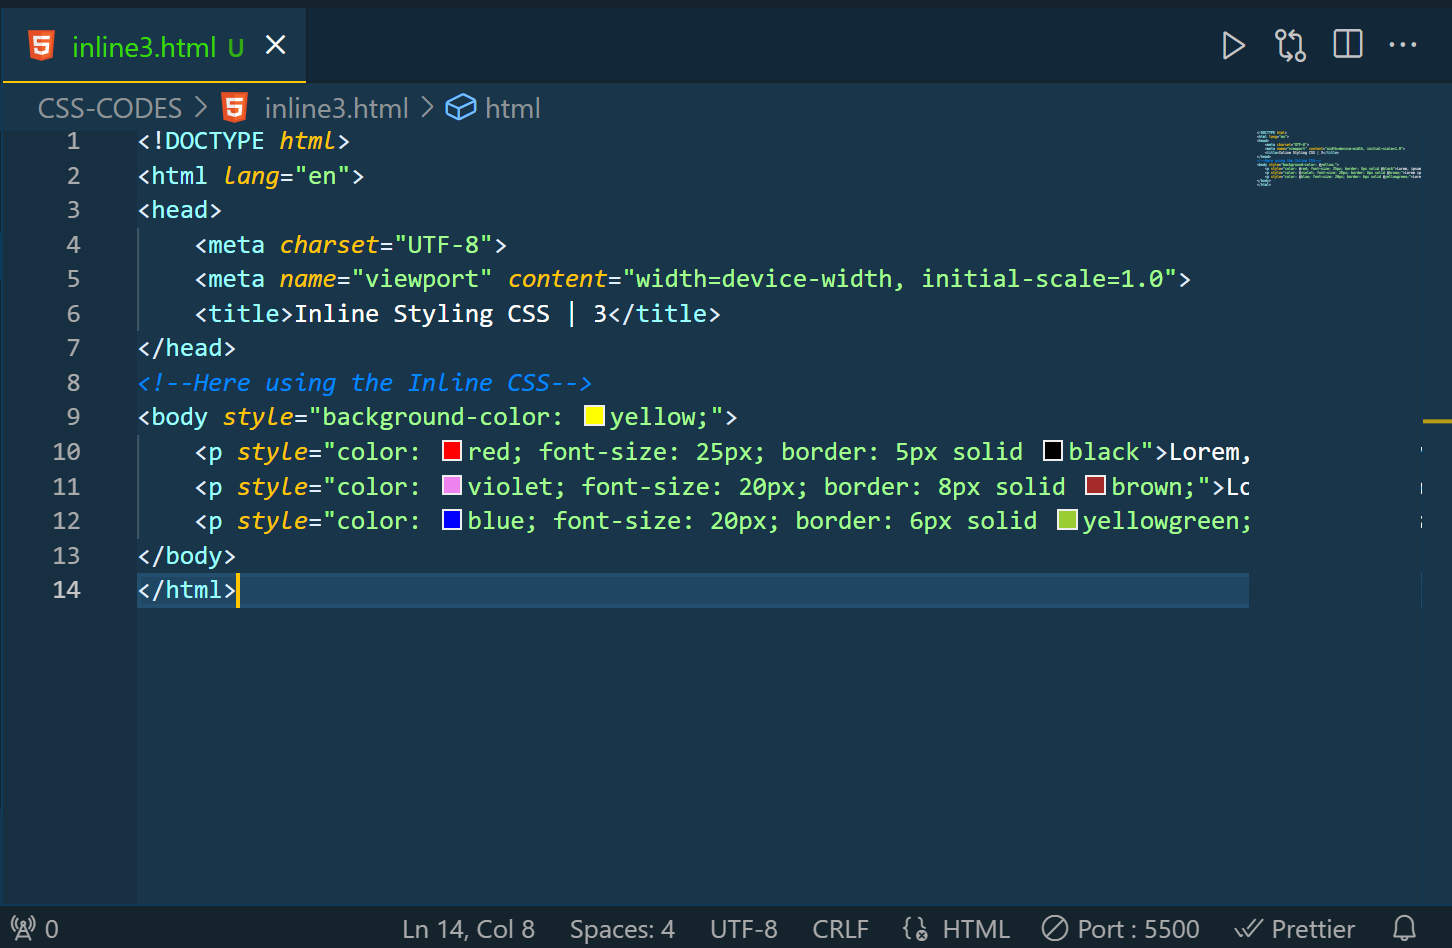 inline3.html U
CSS-CODES > inline3.html > html
1 <!DOCTYPE html>
2 <html lang="en">
3 <head>
4 <meta charset="UTF-8">
5 <meta name="viewport" content="width=device-width, initial-scale=1.0">
6 <title>Inline Styling CSS | 3</title>
7 </head>
8 <!--Here using the Inline CSS-->
9 <body style="background-color: yellow;">
10 <p style="color: red; font-size: 25px; border: 5px solid black">Lorem,
11 <p style="color: violet; font-size: 20px; border: 8px solid brown;">Lo
12 <p style="color: blue; font-size: 20px; border: 6px solid yellowgreen;
13 </body>
14 </html>
0 Ln 14, Col 8 Spaces: 4 UTF-8 CRLF HTML Port : 5500 Prettier